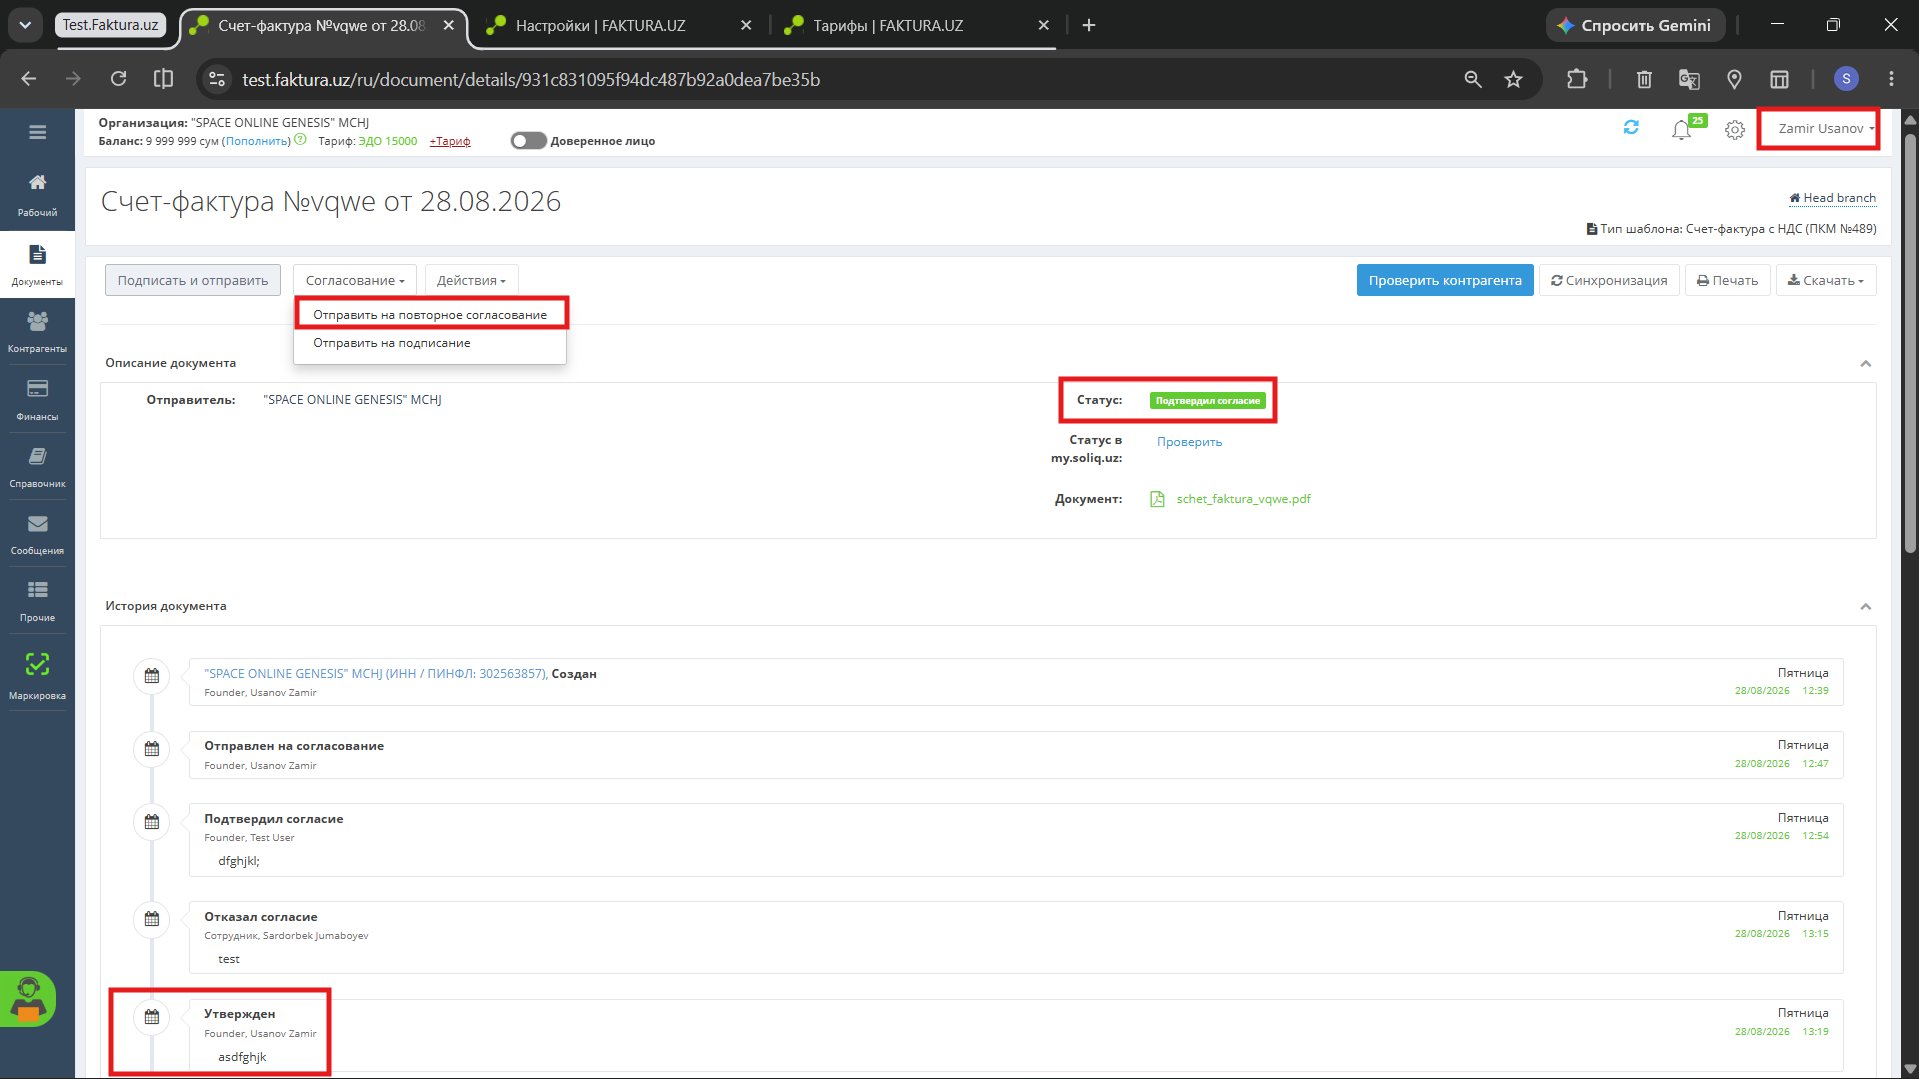 Test.Faktura.uz
Счет-фактура №vqwe от 28.08
Настройки | FAKTURA.UZ
Тарифы | FAKTURA.UZ
Спросить Gemini
test.faktura.uz/ru/document/details/931c831095f94dc487b92a0dea7be35b
S
Организация: "SPACE ONLINE GENESIS" MCHJ
Баланс: 9 999 999 сум (Пополнить) ? Тариф: ЭДО 15000 +Тариф
Доверенное лицо
25
Zamir Usanov
Рабочий
Документы
Контрагенты
Финансы
Справочник
Сообщения
Прочие
Маркировка
Счет-фактура №vqwe от 28.08.2026
Head branch
Тип шаблона: Счет-фактура с НДС (ПКМ №489)
Подписать и отправить
Согласование
Действия
Проверить контрагента
Синхронизация
Печать
Скачать
Отправить на повторное согласование
Отправить на подписание
Описание документа
Отправитель: "SPACE ONLINE GENESIS" MCHJ
Статус: Подтвердил согласие
Статус в my.soliq.uz: Проверить
Документ: schet_faktura_vqwe.pdf
История документа
"SPACE ONLINE GENESIS" MCHJ (ИНН / ПИНФЛ: 302563857), Создан
Founder, Usanov Zamir
Пятница
28/08/2026 12:39
Отправлен на согласование
Founder, Usanov Zamir
Пятница
28/08/2026 12:47
Подтвердил согласие
Founder, Test User
dfghjkl;
Пятница
28/08/2026 12:54
Отказал согласие
Сотрудник, Sardorbek Jumaboyev
test
Пятница
28/08/2026 13:15
Утвержден
Founder, Usanov Zamir
asdfghjk
Пятница
28/08/2026 13:19